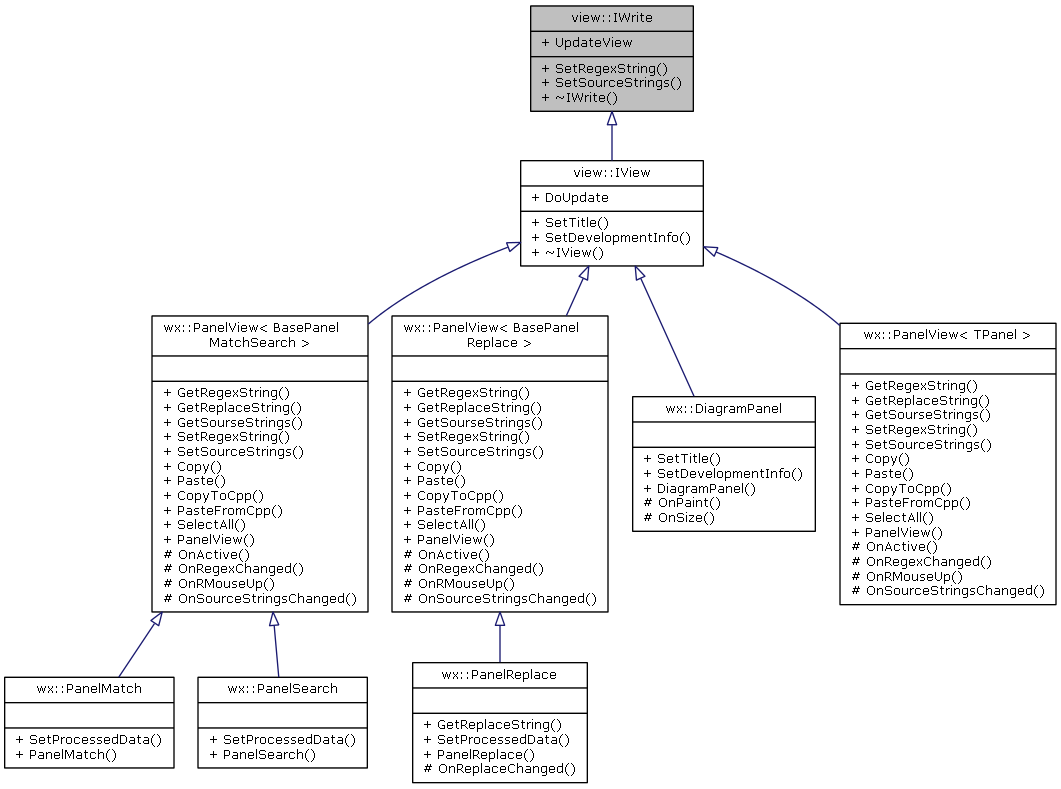 view::IWrite
+ UpdateView
+ SetRegexString()
+ SetSourceStrings()
+ ~IWrite()
view::IView
+ DoUpdate
+ SetTitle()
+ SetDevelopmentInfo()
+ ~IView()
wx::PanelView< BasePanel
MatchSearch >
+ GetRegexString()
+ GetReplaceString()
+ GetSourseStrings()
+ SetRegexString()
+ SetSourceStrings()
+ Copy()
+ Paste()
+ CopyToCpp()
+ PasteFromCpp()
+ SelectAll()
+ PanelView()
# OnActive()
# OnRegexChanged()
# OnRMouseUp()
# OnSourceStringsChanged()
wx::PanelView< BasePanel
Replace >
+ GetRegexString()
+ GetReplaceString()
+ GetSourseStrings()
+ SetRegexString()
+ SetSourceStrings()
+ Copy()
+ Paste()
+ CopyToCpp()
+ PasteFromCpp()
+ SelectAll()
+ PanelView()
# OnActive()
# OnRegexChanged()
# OnRMouseUp()
# OnSourceStringsChanged()
wx::DiagramPanel
+ SetTitle()
+ SetDevelopmentInfo()
+ DiagramPanel()
# OnPaint()
# OnSize()
wx::PanelView< TPanel >
+ GetRegexString()
+ GetReplaceString()
+ GetSourseStrings()
+ SetRegexString()
+ SetSourceStrings()
+ Copy()
+ Paste()
+ CopyToCpp()
+ PasteFromCpp()
+ SelectAll()
+ PanelView()
# OnActive()
# OnRegexChanged()
# OnRMouseUp()
# OnSourceStringsChanged()
wx::PanelMatch
+ SetProcessedData()
+ PanelMatch()
wx::PanelSearch
+ SetProcessedData()
+ PanelSearch()
wx::PanelReplace
+ GetReplaceString()
+ SetProcessedData()
+ PanelReplace()
# OnReplaceChanged()